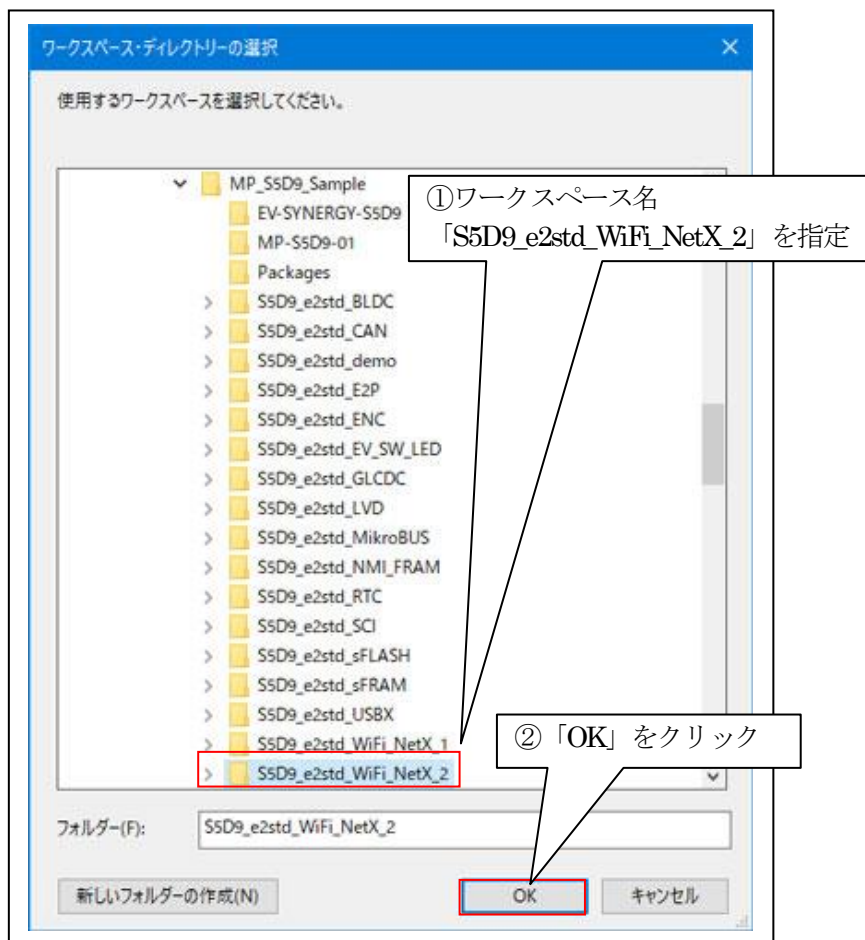 ワークスペース・ディレクトリーの選択
使用するワークスペースを選択してください。
MP_S5D9_Sample
EV-SYNERGY-S5D9
MP-S5D9-01
Packages
S5D9_e2std_BLDC
S5D9_e2std_CAN
S5D9_e2std_demo
S5D9_e2std_E2P
S5D9_e2std_ENC
S5D9_e2std_EV_SW_LED
S5D9_e2std_GLCDC
S5D9_e2std_LVD
S5D9_e2std_MikroBUS
S5D9_e2std_NMI_FRAM
S5D9_e2std_RTC
S5D9_e2std_SCI
S5D9_e2std_sFLASH
S5D9_e2std_sFRAM
S5D9_e2std_USBX
S5D9_e2std_WiFi_NetX_1
S5D9_e2std_WiFi_NetX_2
①ワークスペース名
「S5D9_e2std_WiFi_NetX_2」を指定
②「OK」をクリック
フォルダー(F): S5D9_e2std_WiFi_NetX_2
新しいフォルダーの作成(N) OK キャンセル